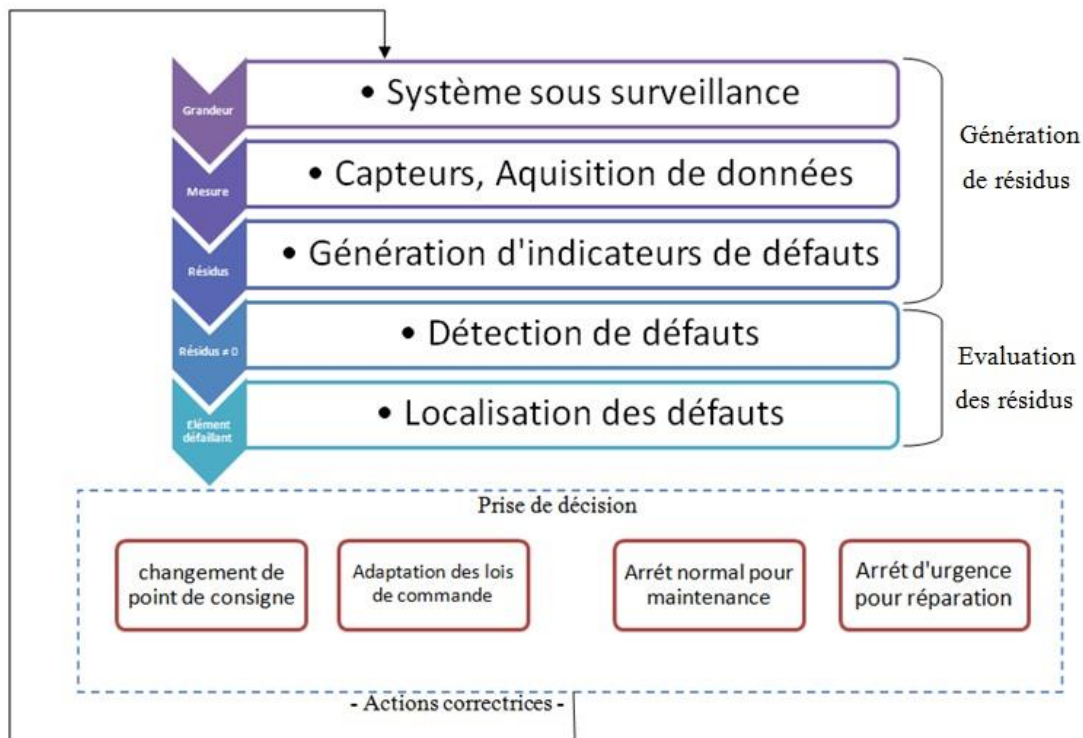 Grandeur
• Système sous surveillance
Mesure
• Capteurs, Aquisition de données
Résidus
• Génération d'indicateurs de défauts
Génération
de résidus
Résidus ≠ 0
• Détection de défauts
Elément
défaillant
• Localisation des défauts
Evaluation
des résidus
Prise de décision
changement de
point de consigne
Adaptation des lois
de commande
Arrét normal pour
maintenance
Arrét d'urgence
pour réparation
- Actions correctrices -